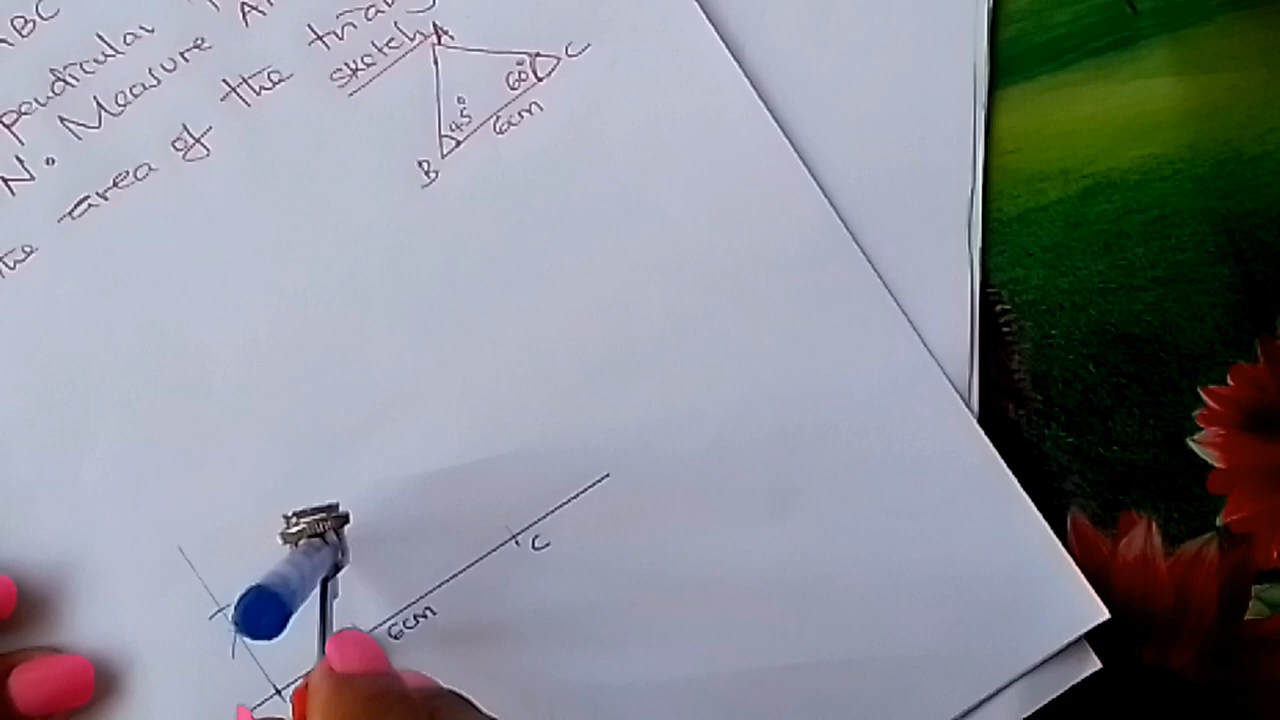 ABC
pendicular
N. Measure
the area of the
sketch
A
C
60°
45°
6cm
B
C
6cm